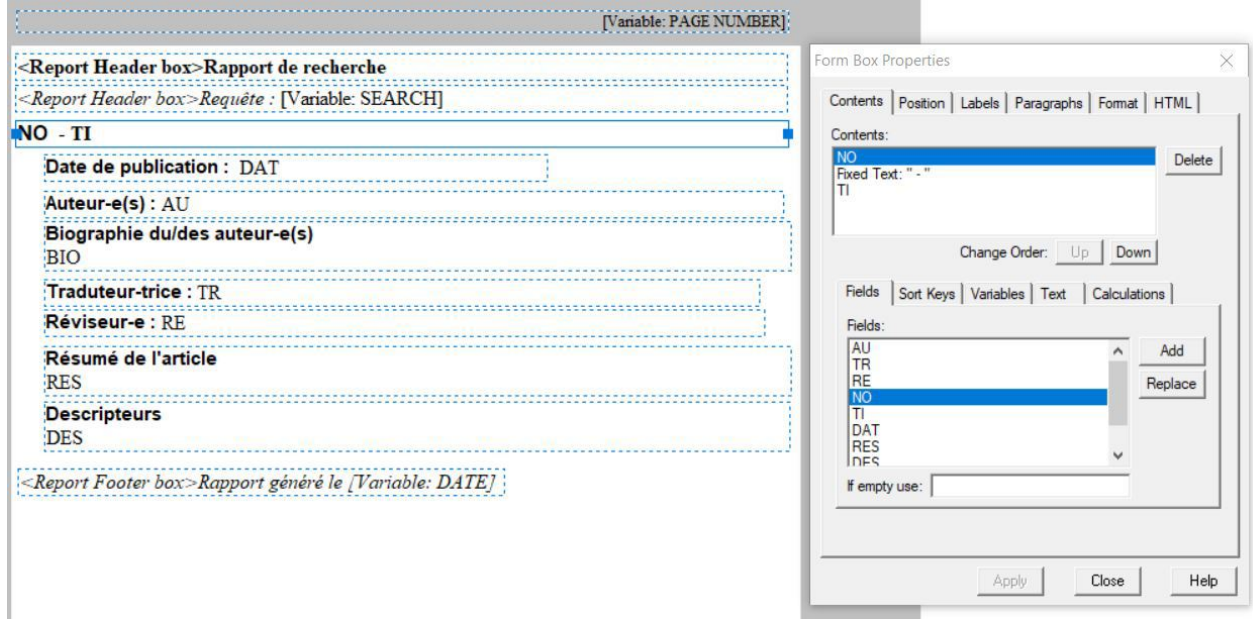 [Variable: PAGE NUMBER]
<Report Header box>Rapport de recherche
<Report Header box>Requête : [Variable: SEARCH]
NO - TI
Date de publication : DAT
Auteur-e(s) : AU
Biographie du/des auteur-e(s)
BIO
Traduteur-trice : TR
Réviseur-e : RE
Résumé de l'article
RES
Descripteurs
DES
<Report Footer box>Rapport généré le [Variable: DATE]
Form Box Properties
Contents Position Labels Paragraphs Format HTML
Contents:
NO
Fixed Text: " - "
TI
Delete
Change Order: Up Down
Fields Sort Keys Variables Text Calculations
Fields:
AU
TR
RE
NO
TI
DAT
RES
DES
Add
Replace
If empty use:
Apply Close Help